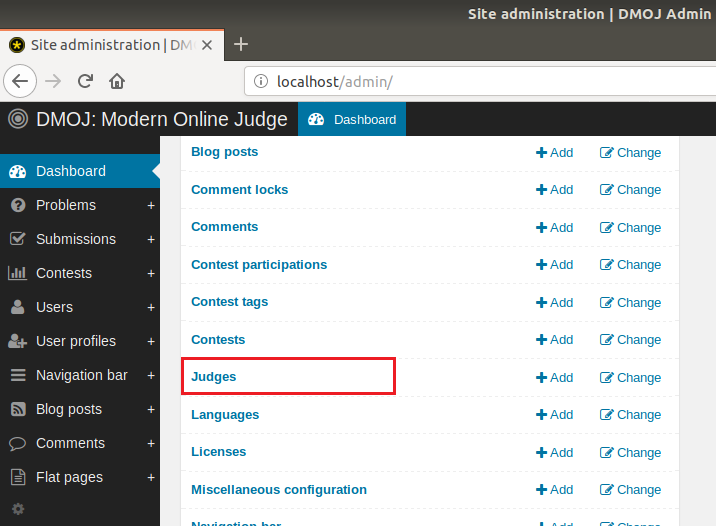 Site administration | DMOJ Admin
Site administration | DM
localhost/admin/
DMOJ: Modern Online Judge
Dashboard
Dashboard
Problems +
Submissions +
Contests +
Users +
User profiles +
Navigation bar +
Blog posts +
Comments +
Flat pages +
Blog posts Add Change
Comment locks Add Change
Comments Add Change
Contest participations Add Change
Contest tags Add Change
Contests Add Change
Judges Add Change
Languages Add Change
Licenses Add Change
Miscellaneous configuration Add Change
Navigation bar